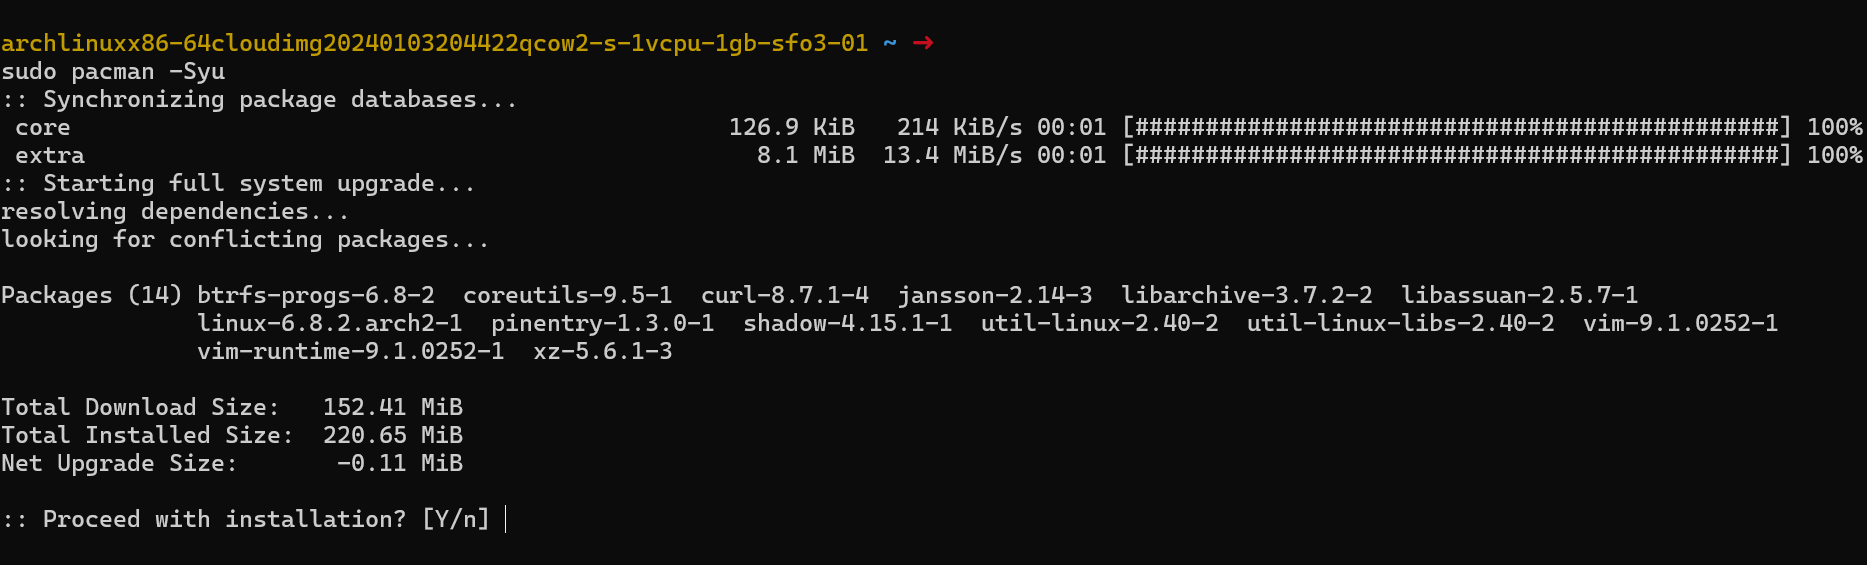 archlinuxx86-64cloudimg20240103204422qcow2-s-1vcpu-1gb-sfo3-01 ~ →
sudo pacman -Syu
:: Synchronizing package databases...
core 126.9 KiB 214 KiB/s 00:01 [##############################################] 100%
extra 8.1 MiB 13.4 MiB/s 00:01 [##############################################] 100%
:: Starting full system upgrade...
resolving dependencies...
looking for conflicting packages...
Packages (14) btrfs-progs-6.8-2 coreutils-9.5-1 curl-8.7.1-4 jansson-2.14-3 libarchive-3.7.2-2 libassuan-2.5.7-1
linux-6.8.2.arch2-1 pinentry-1.3.0-1 shadow-4.15.1-1 util-linux-2.40-2 util-linux-libs-2.40-2 vim-9.1.0252-1
vim-runtime-9.1.0252-1 xz-5.6.1-3
Total Download Size: 152.41 MiB
Total Installed Size: 220.65 MiB
Net Upgrade Size: -0.11 MiB
:: Proceed with installation? [Y/n]